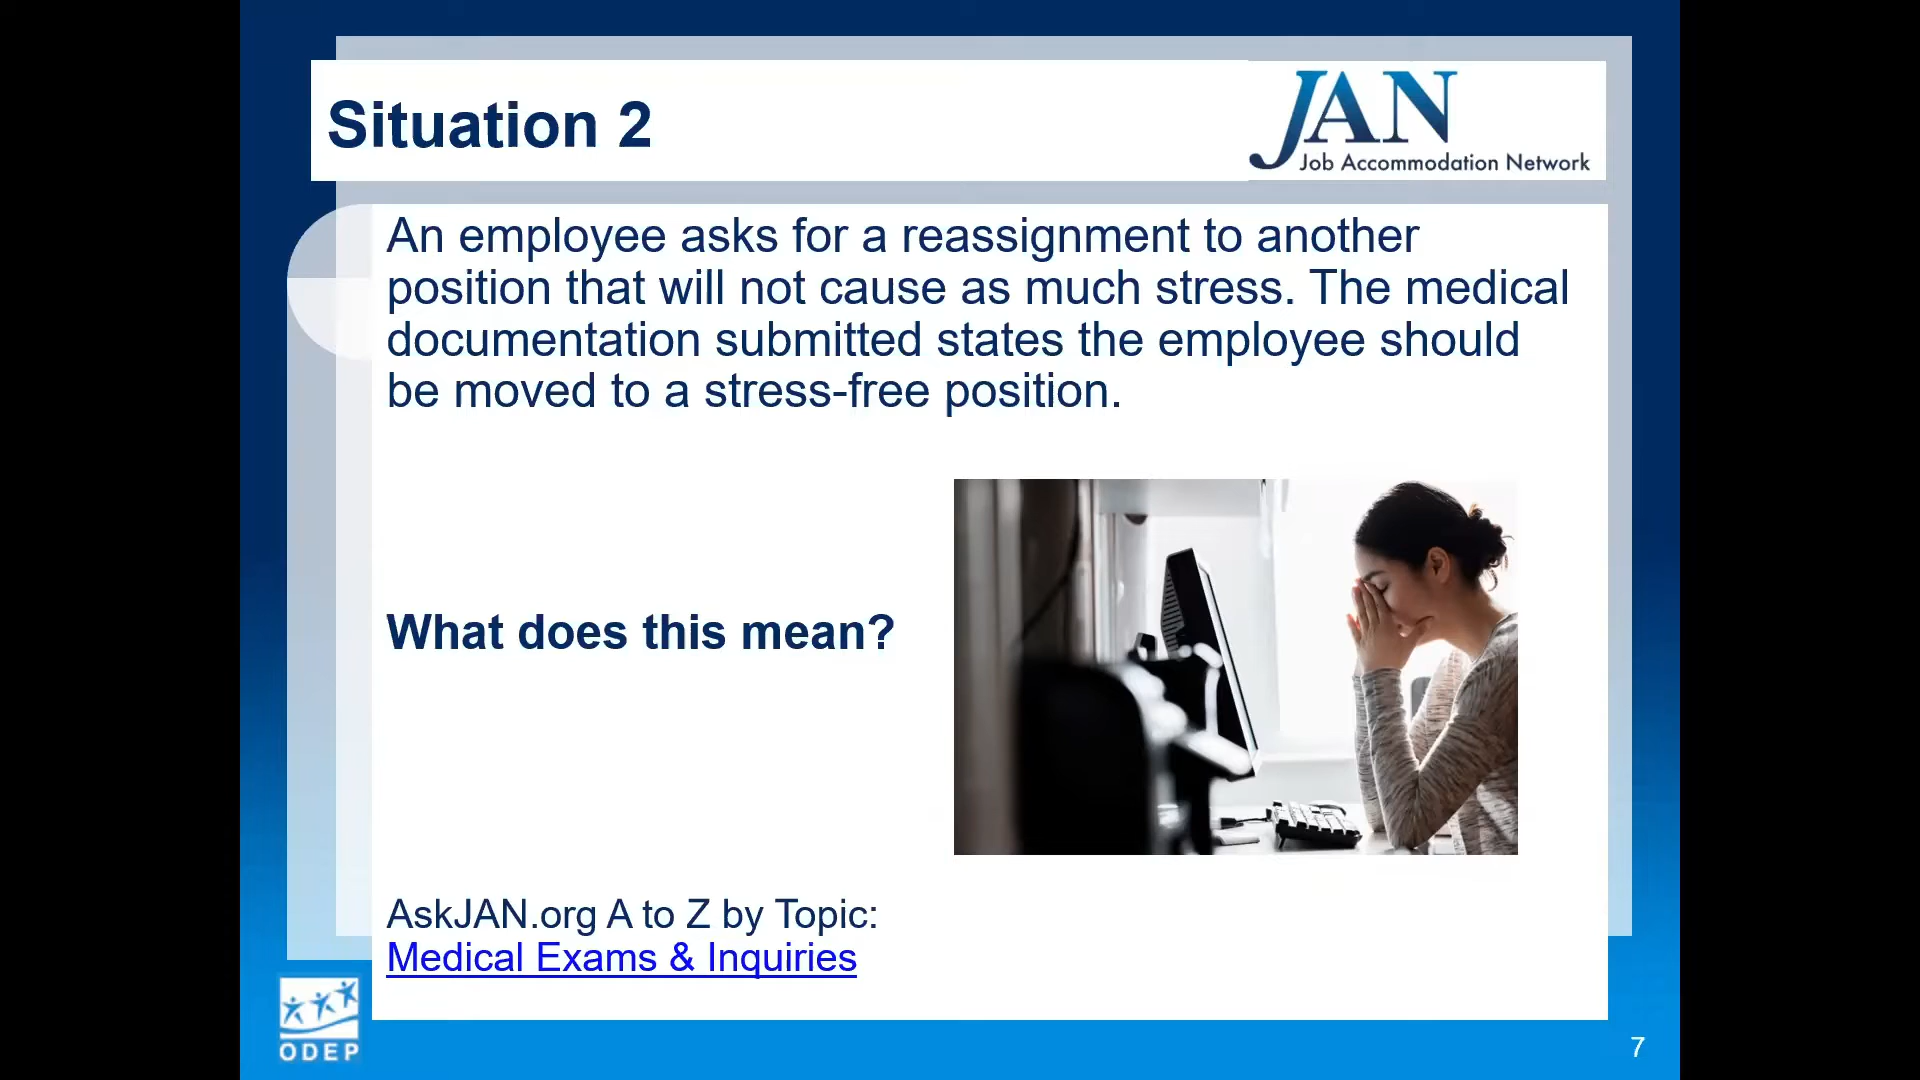 Situation 2
JAN
Job Accommodation Network
An employee asks for a reassignment to another
position that will not cause as much stress. The medical
documentation submitted states the employee should
be moved to a stress-free position.
What does this mean?
AskJAN.org A to Z by Topic:
Medical Exams & Inquiries
ODEP
7